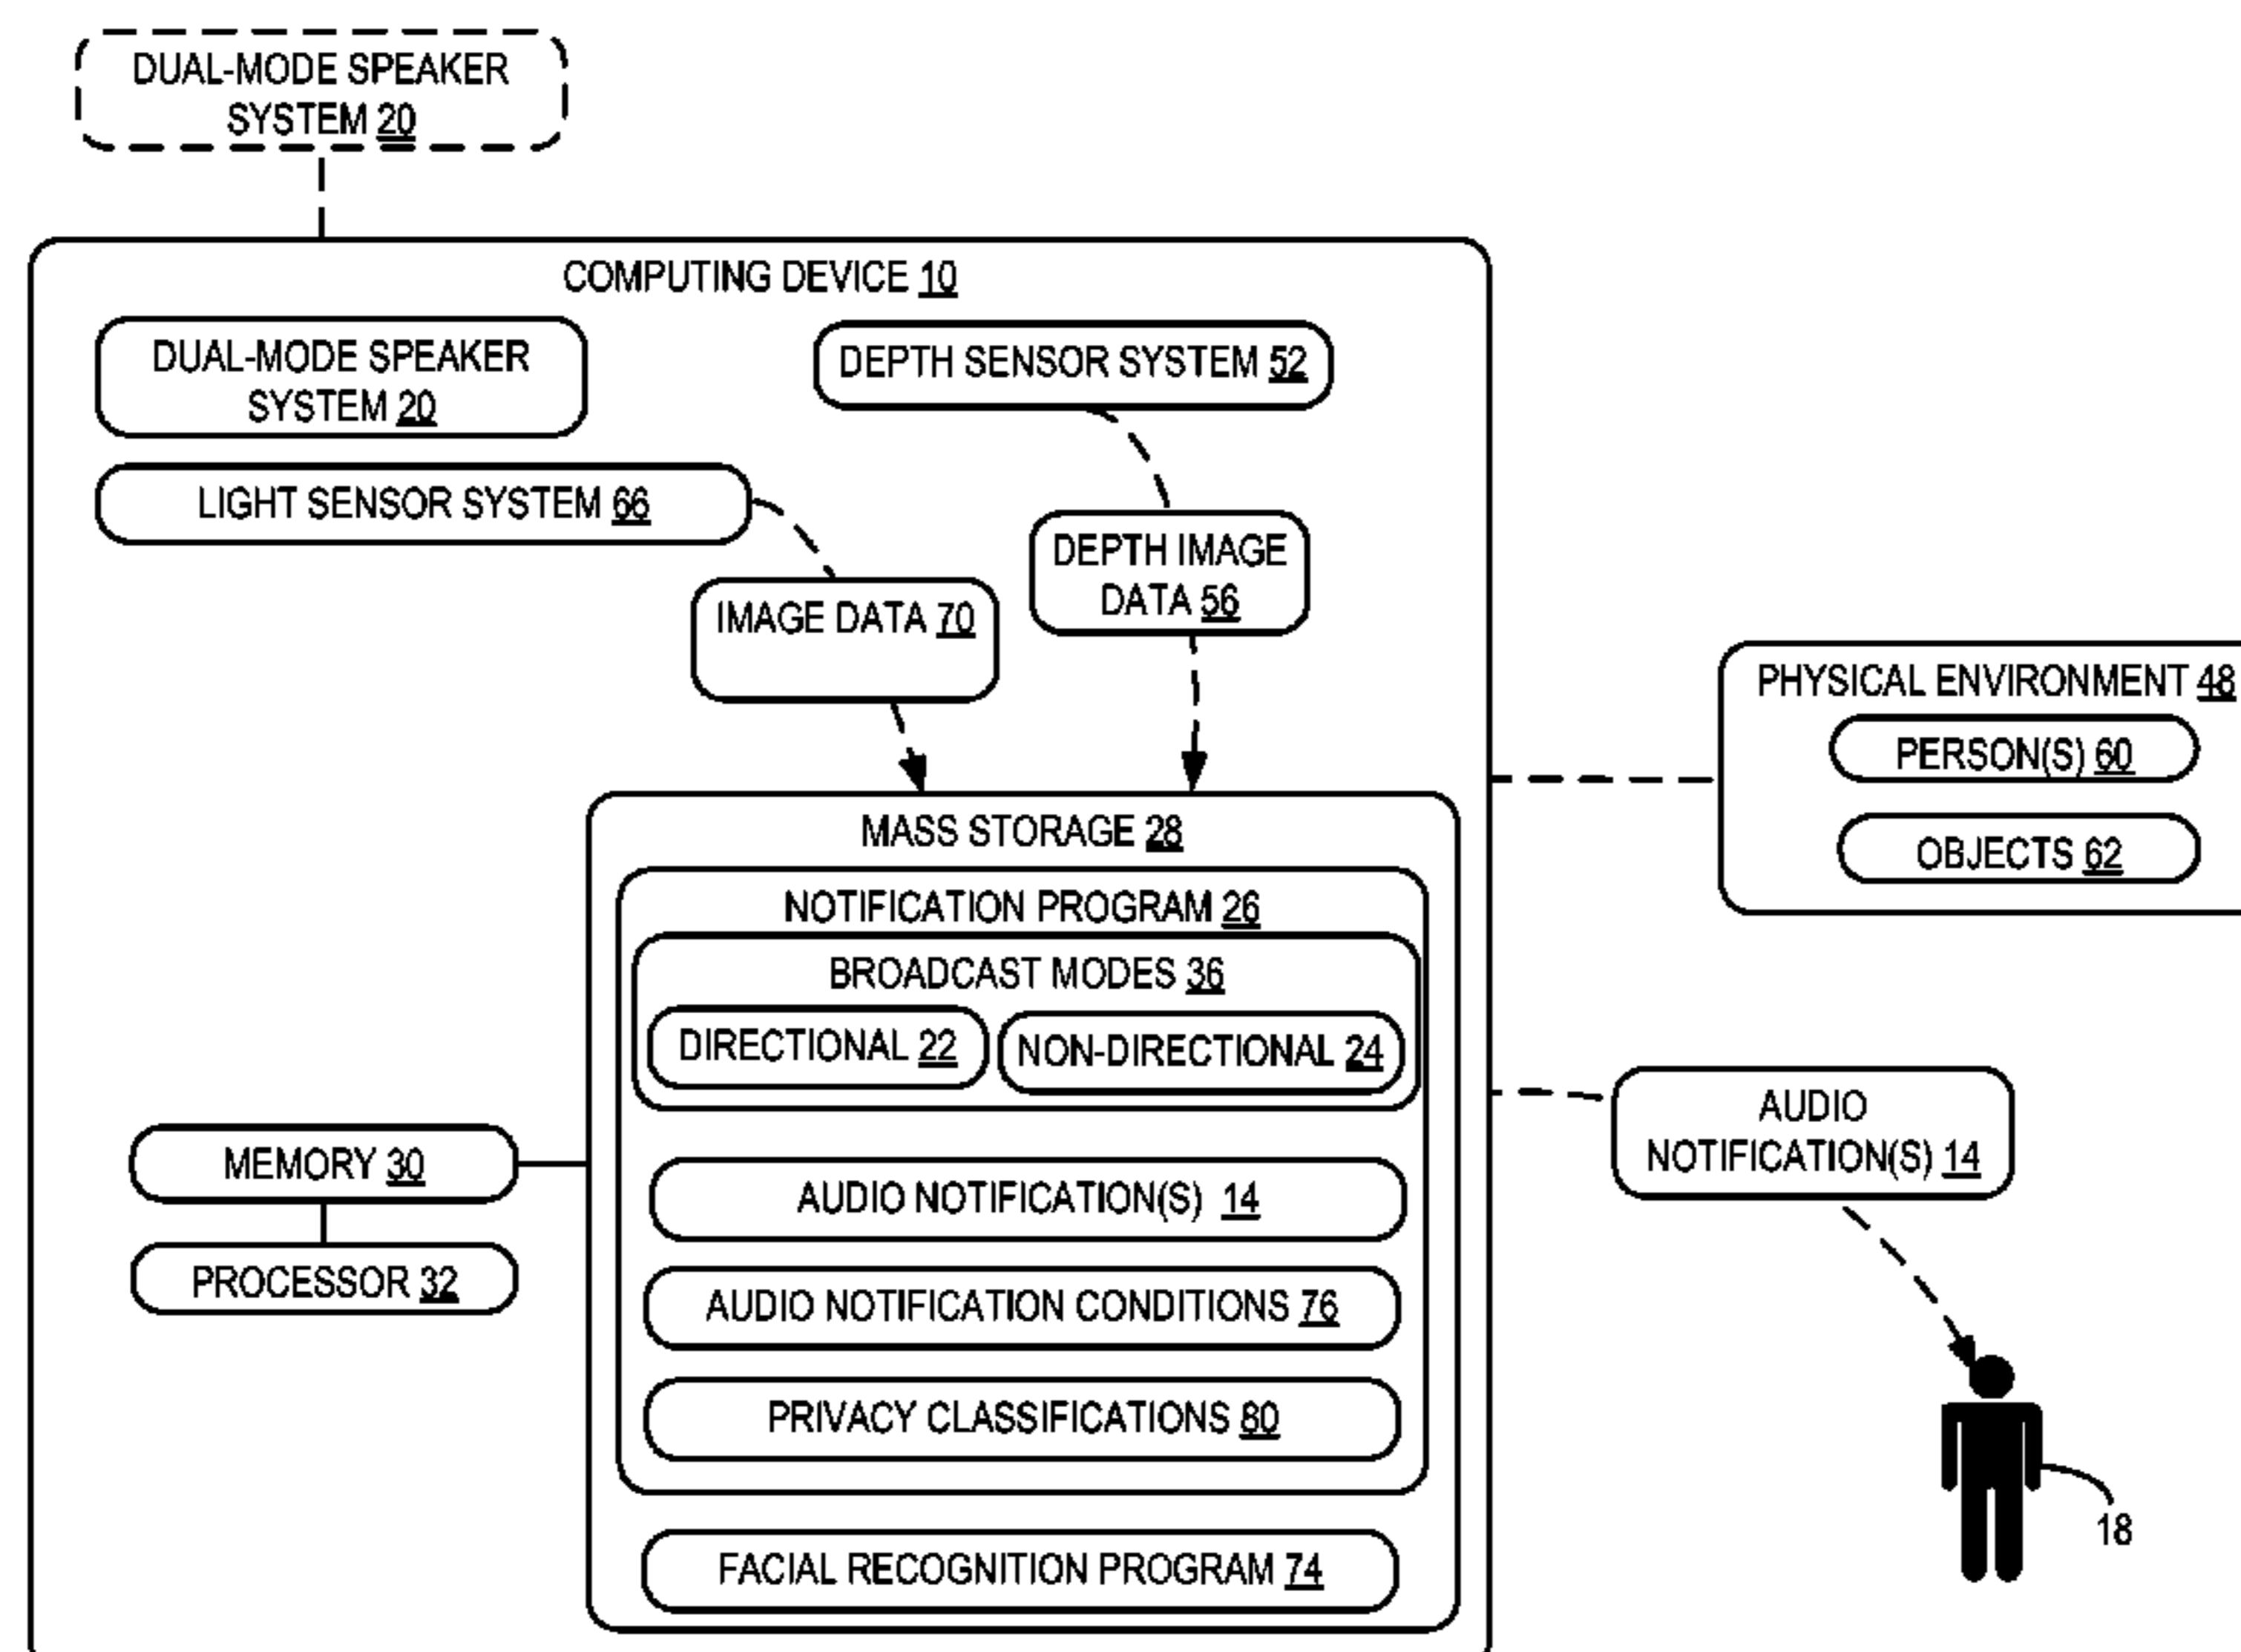 DUAL-MODE SPEAKER
SYSTEM 20
COMPUTING DEVICE 10
DUAL-MODE SPEAKER
SYSTEM 20
DEPTH SENSOR SYSTEM 52
LIGHT SENSOR SYSTEM 66
DEPTH IMAGE
DATA 56
IMAGE DATA 70
PHYSICAL ENVIRONMENT 48
PERSON(S) 60
OBJECTS 62
MASS STORAGE 28
NOTIFICATION PROGRAM 26
BROADCAST MODES 36
DIRECTIONAL 22
NON-DIRECTIONAL 24
AUDIO
NOTIFICATION(S) 14
MEMORY 30
PROCESSOR 32
AUDIO NOTIFICATION(S) 14
AUDIO NOTIFICATION CONDITIONS 76
PRIVACY CLASSIFICATIONS 80
FACIAL RECOGNITION PROGRAM 74
18